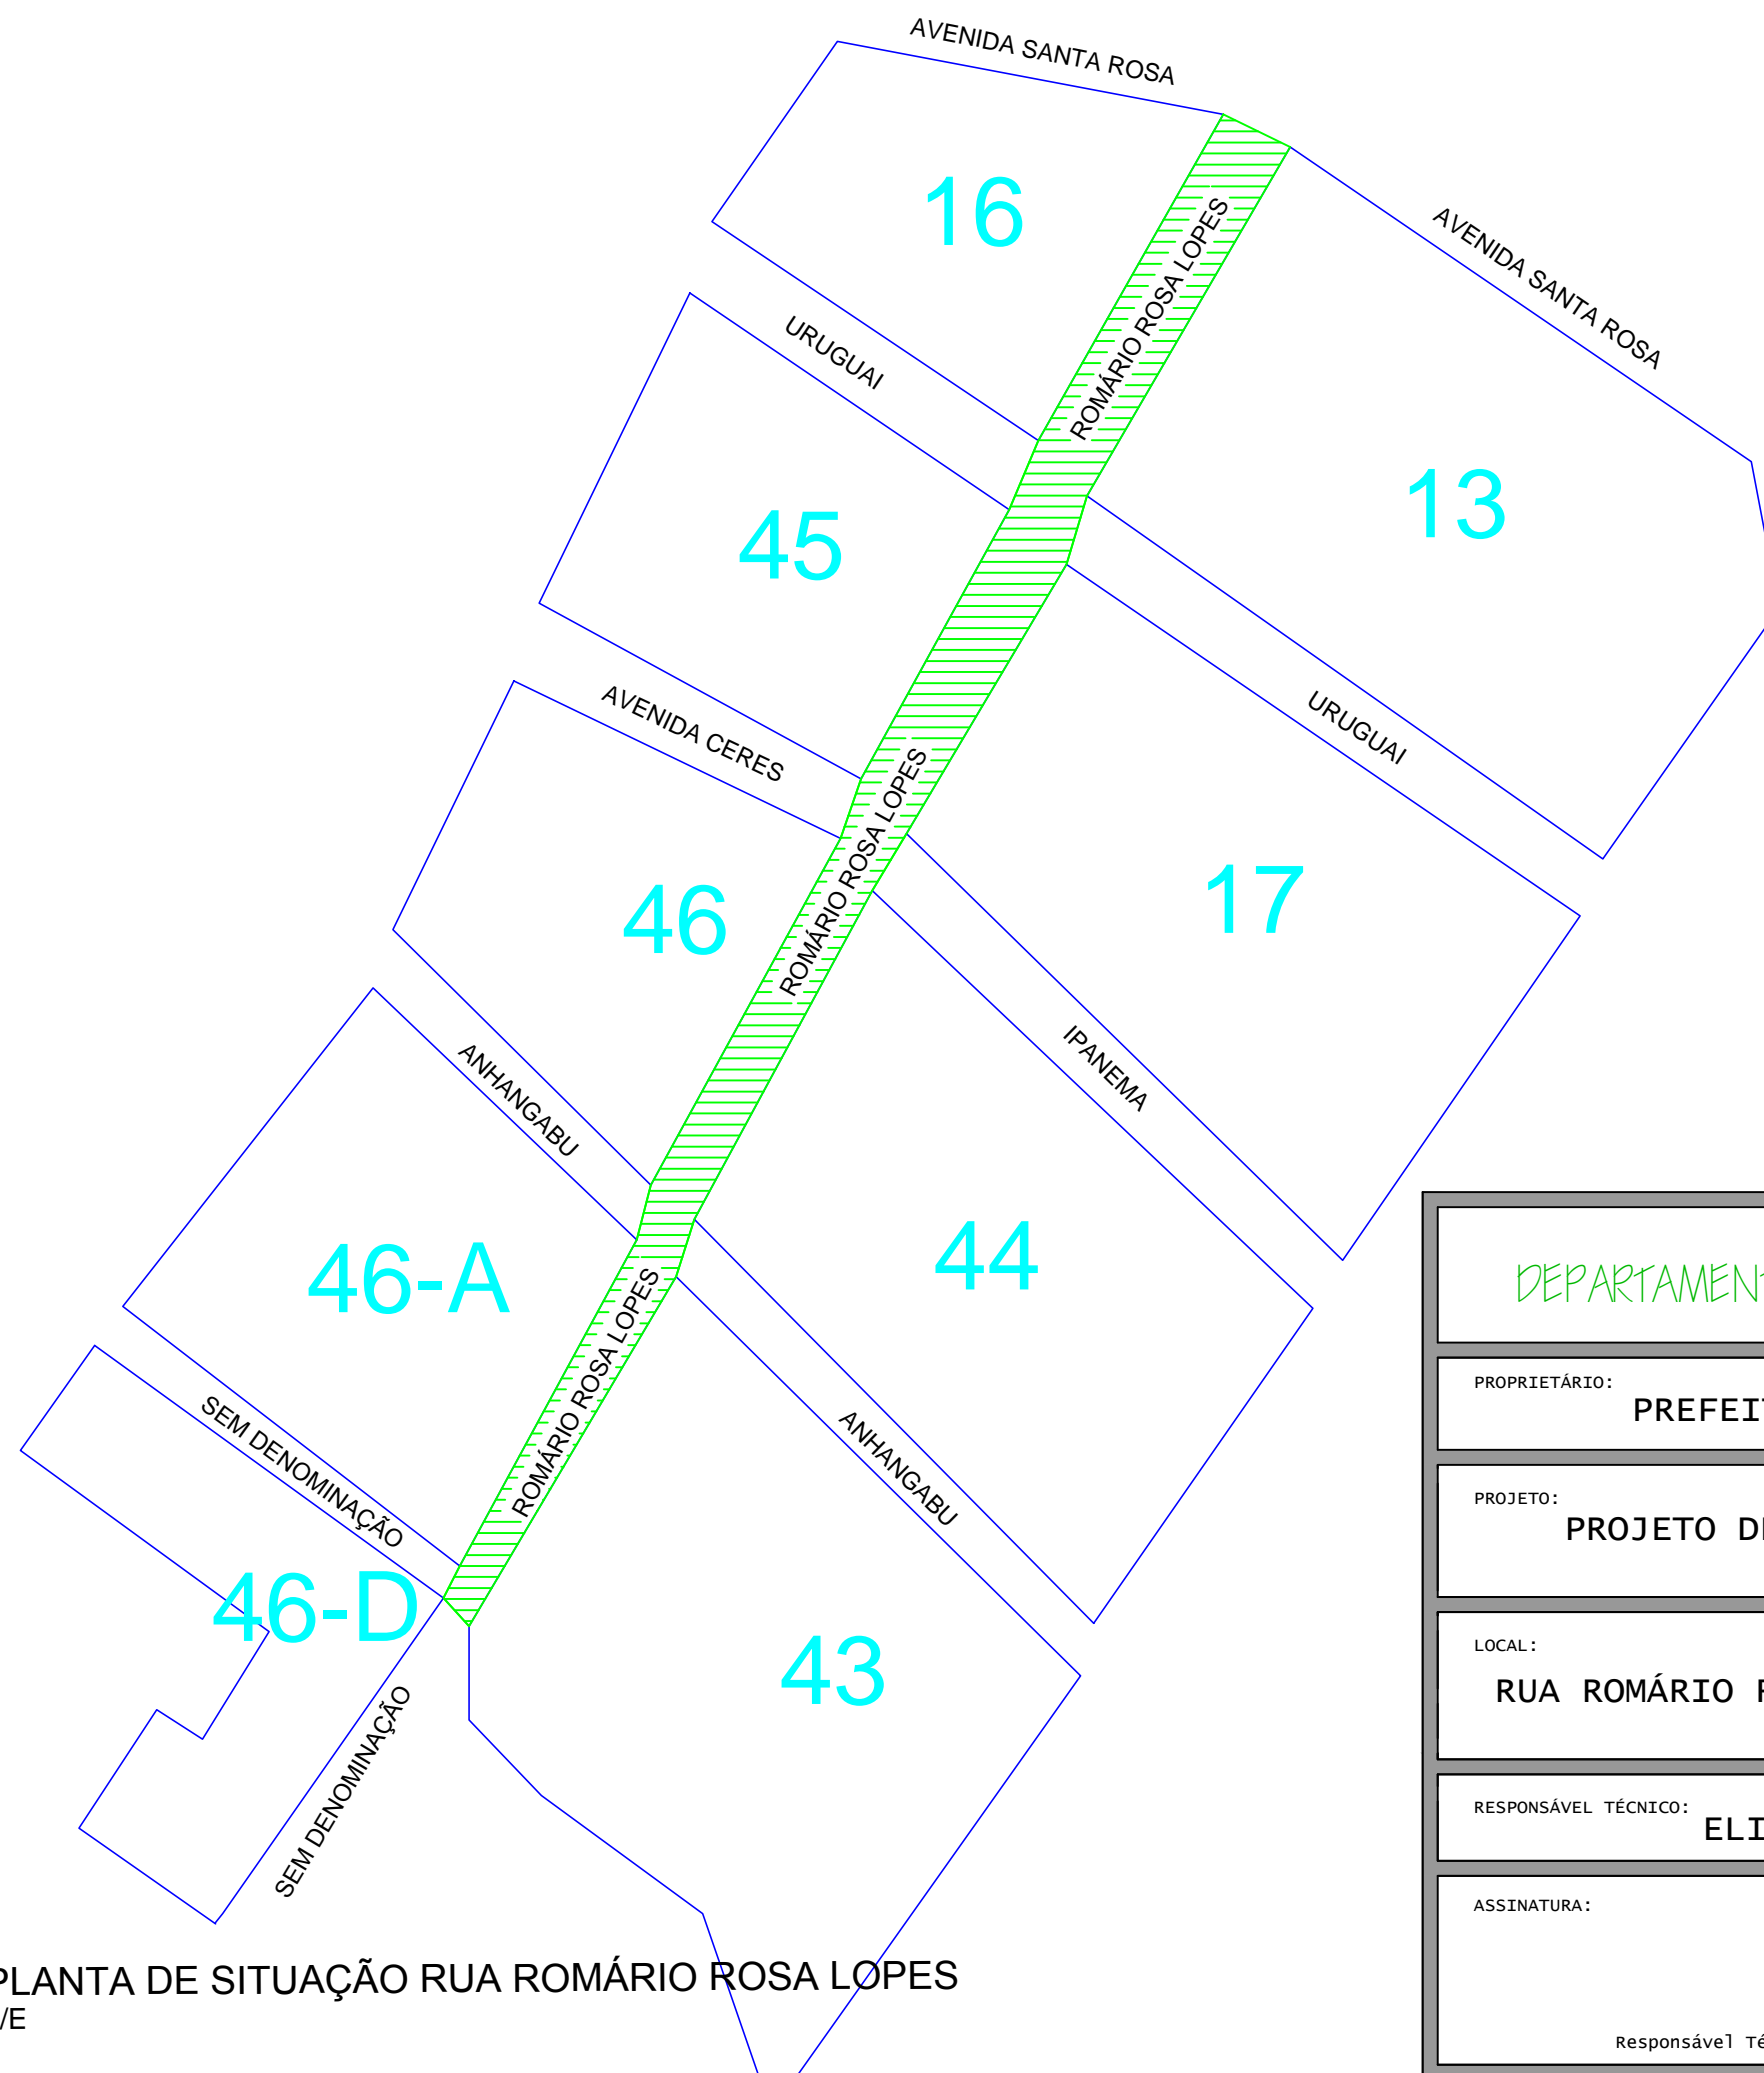 AVENIDA SANTA ROSA
16
ROMÁRIO ROSA LOPES
AVENIDA SANTA ROSA
URUGUAI
13
45
AVENIDA CERES
URUGUAI
ROMÁRIO ROSA LOPES
46
17
IPANEMA
ANHANGABU
46-A
44
ROMÁRIO ROSA LOPES
SEM DENOMINAÇÃO
ANHANGABU
46-D
43
SEM DENOMINAÇÃO
PLANTA DE SITUAÇÃO RUA ROMÁRIO ROSA LOPES
/E
DEPARTAMEN
PROPRIETÁRIO:
PREFEI
PROJETO:
PROJETO D
LOCAL:
RUA ROMÁRIO
RESPONSÁVEL TÉCNICO:
ELI
ASSINATURA:
Responsável Té